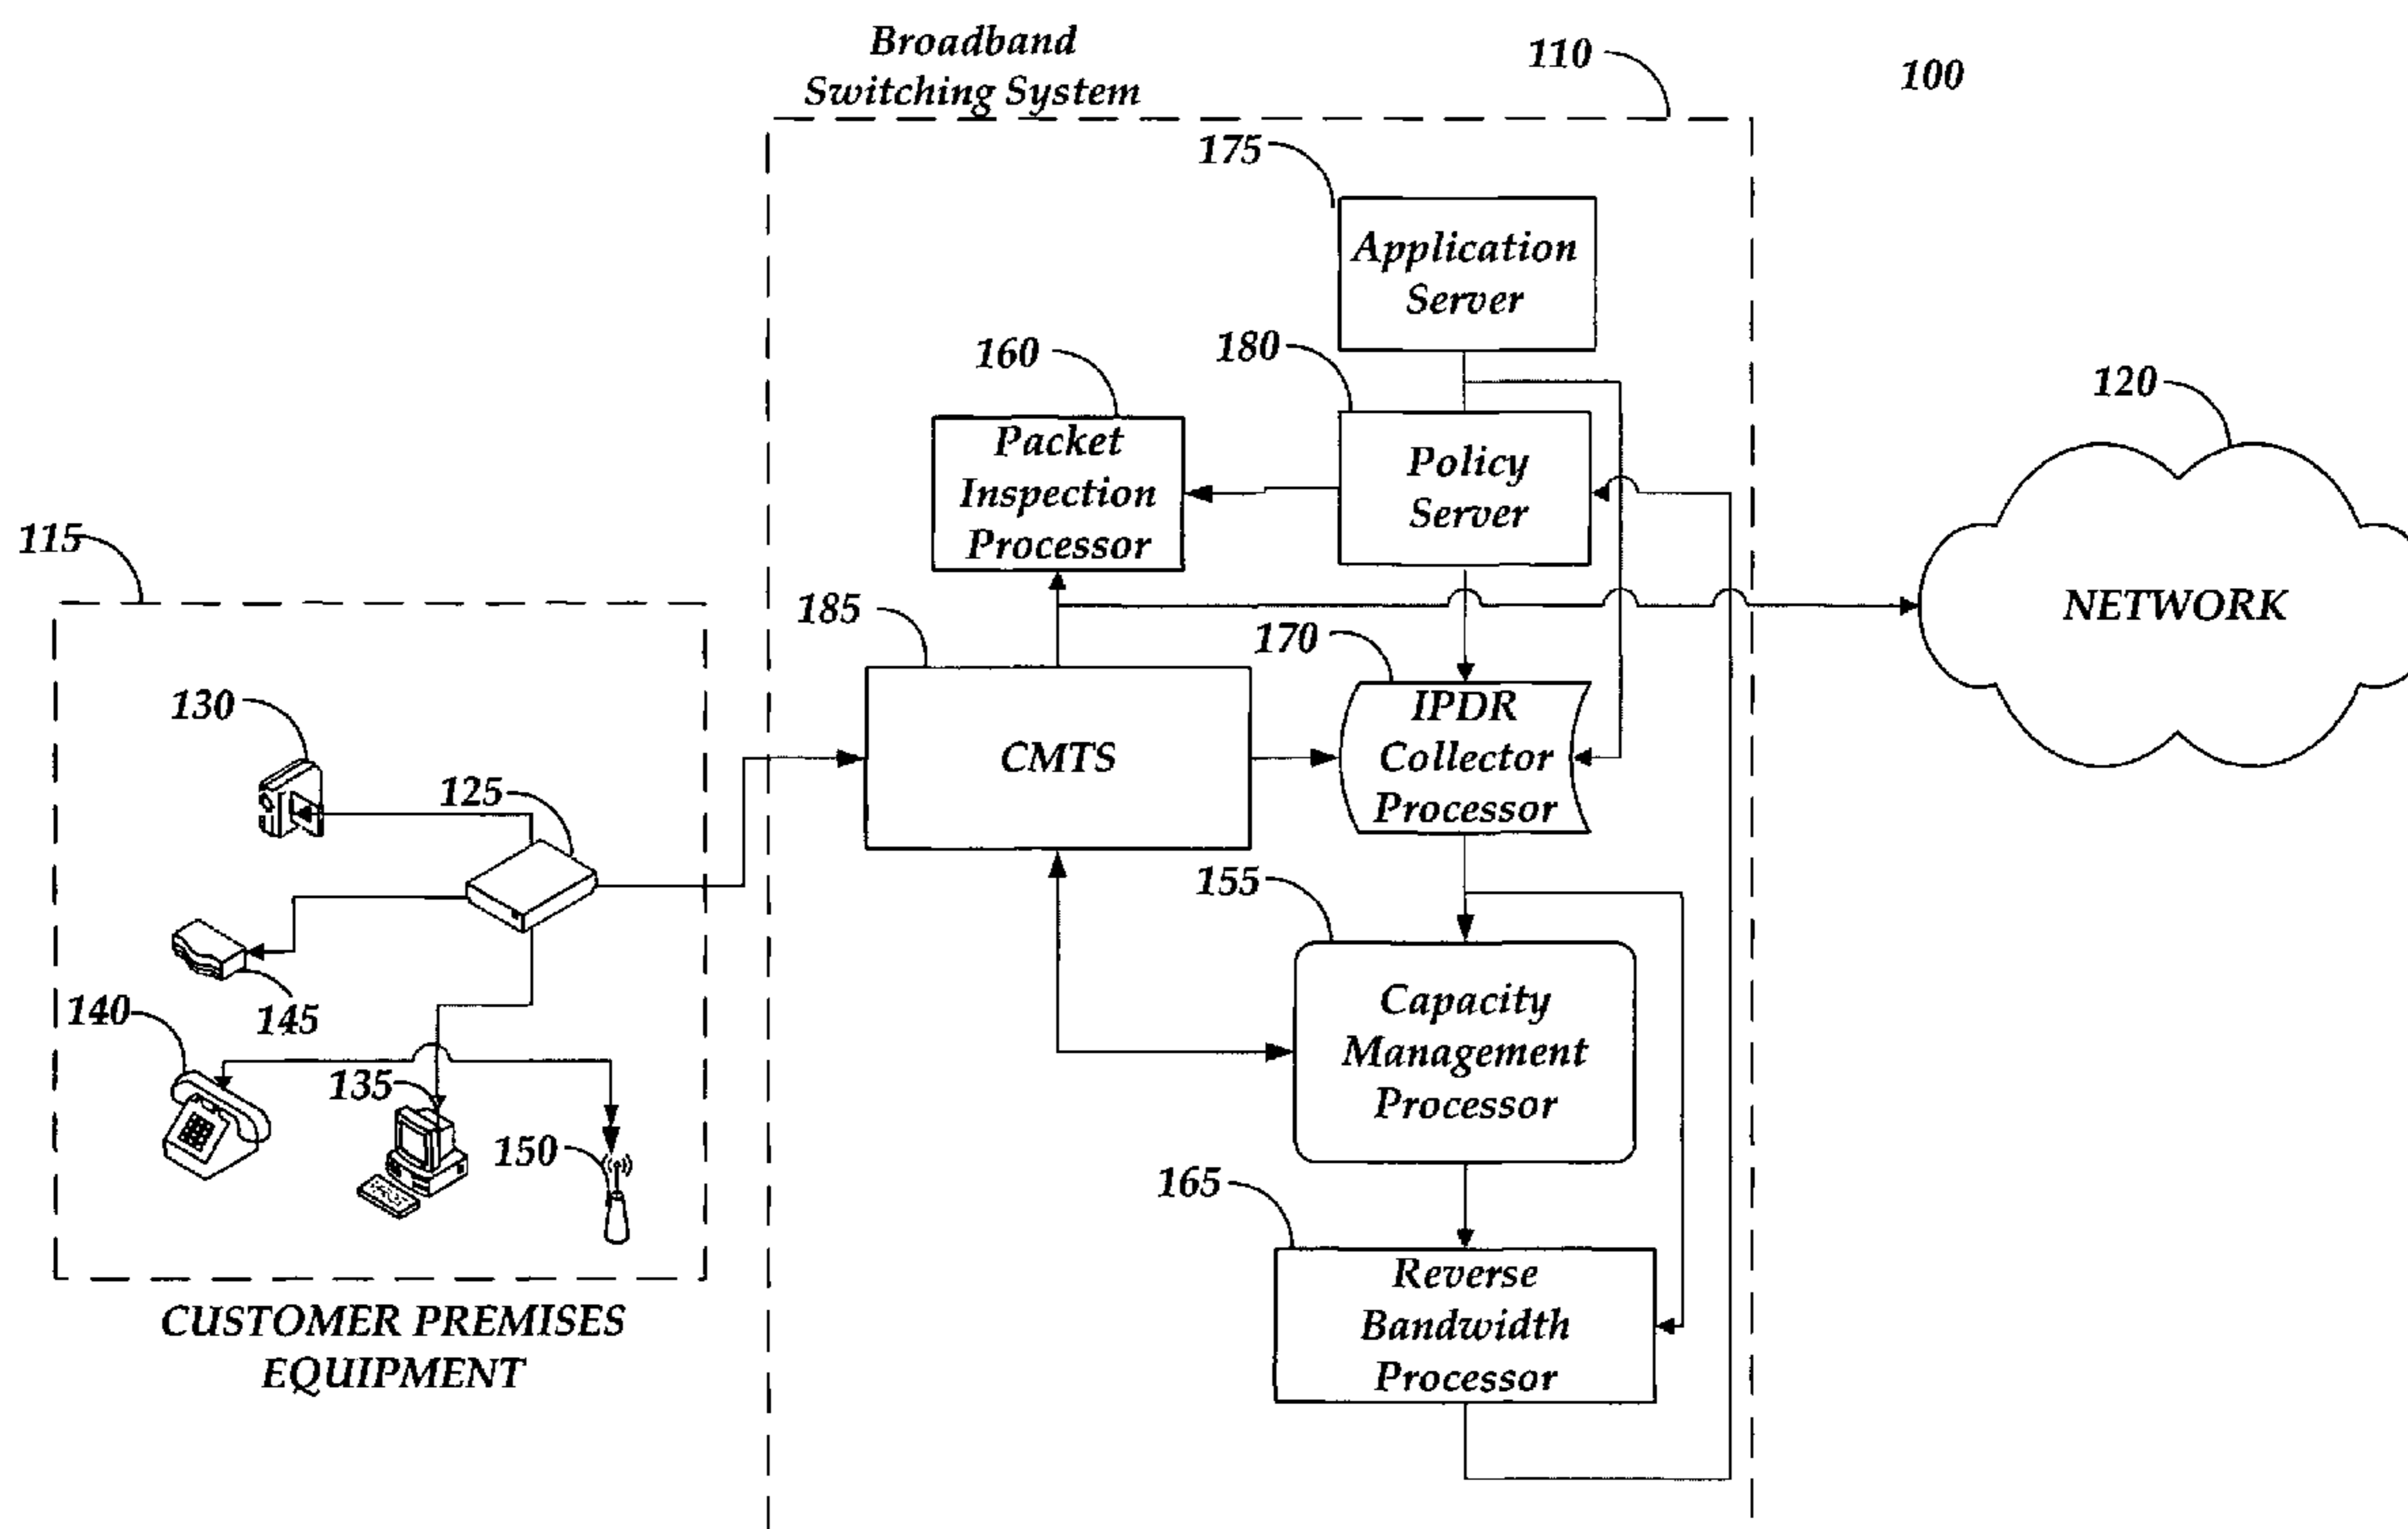 Broadband
Switching System
110
100
175
Application
Server
160
180
120
Packet
Inspection
Processor
Policy
Server
115
185
170
NETWORK
130
125
CMTS
IPDR
Collector
Processor
155
140
145
135
150
Capacity
Management
Processor
165
Reverse
Bandwidth
Processor
CUSTOMER PREMISES
EQUIPMENT